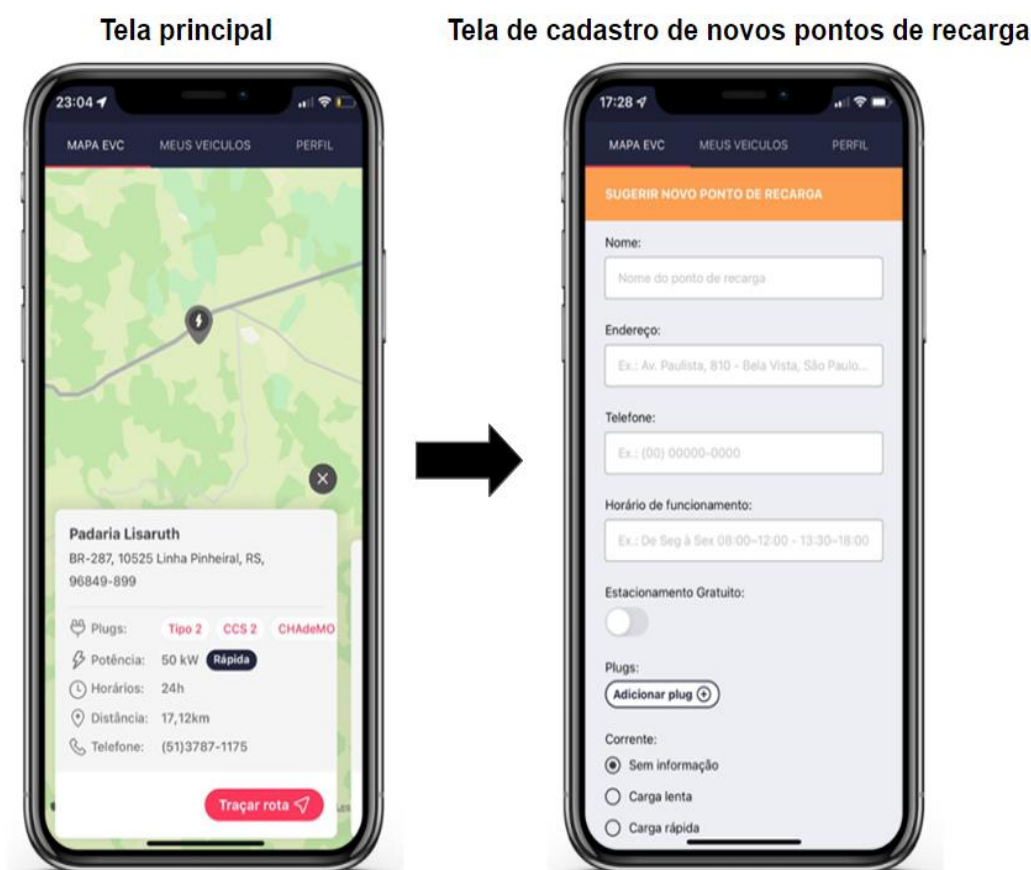 Tela principal
23:04
MAPA EVC MEUS VEICULOS PERFIL
Padaria Lisaruth
BR-287, 10525 Linha Pinheiral, RS,
96849-899
Plugs: Tipo 2 CCS 2 CHAdeMO
Potência: 50 kW Rápida
Horários: 24h
Distância: 17,12km
Telefone: (51)3787-1175
Traçar rota
Tela de cadastro de novos pontos de recarga
17:28
MAPA EVC MEUS VEICULOS PERFIL
SUGERIR NOVO PONTO DE RECARGA
Nome:
Nome do ponto de recarga
Endereço:
Ex.: Av. Paulista, 810 - Bela Vista, São Paulo...
Telefone:
Ex.: (00) 00000-0000
Horário de funcionamento:
Ex.: De Seg à Sex 08:00-12:00 - 13:30-18:00
Estacionamento Gratuito:
Plugs:
Adicionar plug
Corrente:
Sem informação
Carga lenta
Carga rápida